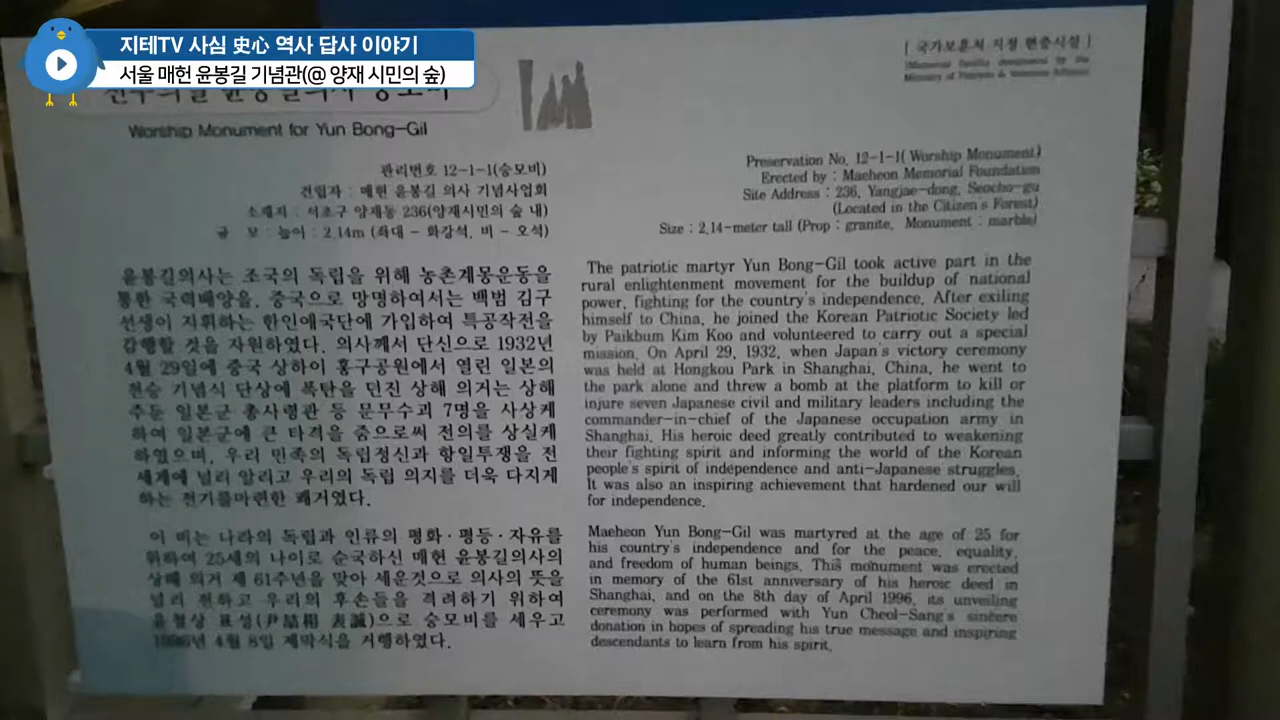 지테TV 사심 史心 역사 답사 이야기
서울 매헌 윤봉길 기념관(@ 양재 시민의 숲)
Worship Monument for Yun Bong-Gil
관리번호 12-1-1(숭모비)
건립자 : 매헌 윤봉길 의사 기념사업회
소재지 : 서초구 양재동 236(양재시민의 숲 내)
규 모 : 높이 : 2.14m (좌대 - 화강석, 비 - 오석)
윤봉길의사는 조국의 독립을 위해 농촌계몽운동을
통한 국력배양을, 중국으로 망명하여서는 백범 김구
선생이 지휘하는 한인애국단에 가입하여 특공작전을
감행할 것을 자원하였다. 의사께서 단신으로 1932년
4월 29일에 중국 상하이 홍구공원에서 열린 일본의
전승 기념식 단상에 폭탄을 던진 상해 의거는 상해
주둔 일본군 총사령관 등 문무수괴 7명을 사상케
하여 일본군에 큰 타격을 줌으로써 전의를 상실케
하였으며, 우리 민족의 독립정신과 항일투쟁을 전
세계에 널리 알리고 우리의 독립 의지를 더욱 다지게
하는 전기를마련한 쾌거였다.
이 비는 나라의 독립과 인류의 평화·평등·자유를
위하여 25세의 나이로 순국하신 매헌 윤봉길의사의
상해 의거 제 61주년을 맞아 세운것으로 의사의 뜻을
널리 전하고 우리의 후손들을 격려하기 위하여
윤철상 표성(尹喆相 表誠)으로 숭모비를 세우고
1996년 4월 8일 제막식을 거행하였다.
[ 국가보훈처 지정 현충시설 ]
(Memorial facility designated by the
Ministry of Patriots & Veterans Affairs)
Preservation No. 12-1-1( Worship Monument)
Erected by : Maeheon Memorial Foundation
Site Address : 236, Yangjae-dong, Seocho-gu
(Located in the Citizen's Forest)
Size : 2.14-meter tall (Prop : granite, Monument : marble)
The patriotic martyr Yun Bong-Gil took active part in the
rural enlightenment movement for the buildup of national
power, fighting for the country's independence. After exiling
himself to China, he joined the Korean Patriotic Society led
by Paikbum Kim Koo and volunteered to carry out a special
mission. On April 29, 1932, when Japan's victory ceremony
was held at Hongkou Park in Shanghai, China, he went to
the park alone and threw a bomb at the platform to kill or
injure seven Japanese civil and military leaders including the
commander-in-chief of the Japanese occupation army in
Shanghai. His heroic deed greatly contributed to weakening
their fighting spirit and informing the world of the Korean
people's spirit of independence and anti-Japanese struggles.
It was also an inspiring achievement that hardened our will
for independence.
Maeheon Yun Bong-Gil was martyred at the age of 25 for
his country's independence and for the peace, equality,
and freedom of human beings. This monument was erected
in memory of the 61st anniversary of his heroic deed in
Shanghai, and on the 8th day of April 1996, its unveiling
ceremony was performed with Yun Cheol-Sang's sincere
donation in hopes of spreading his true message and inspiring
descendants to learn from his spirit.